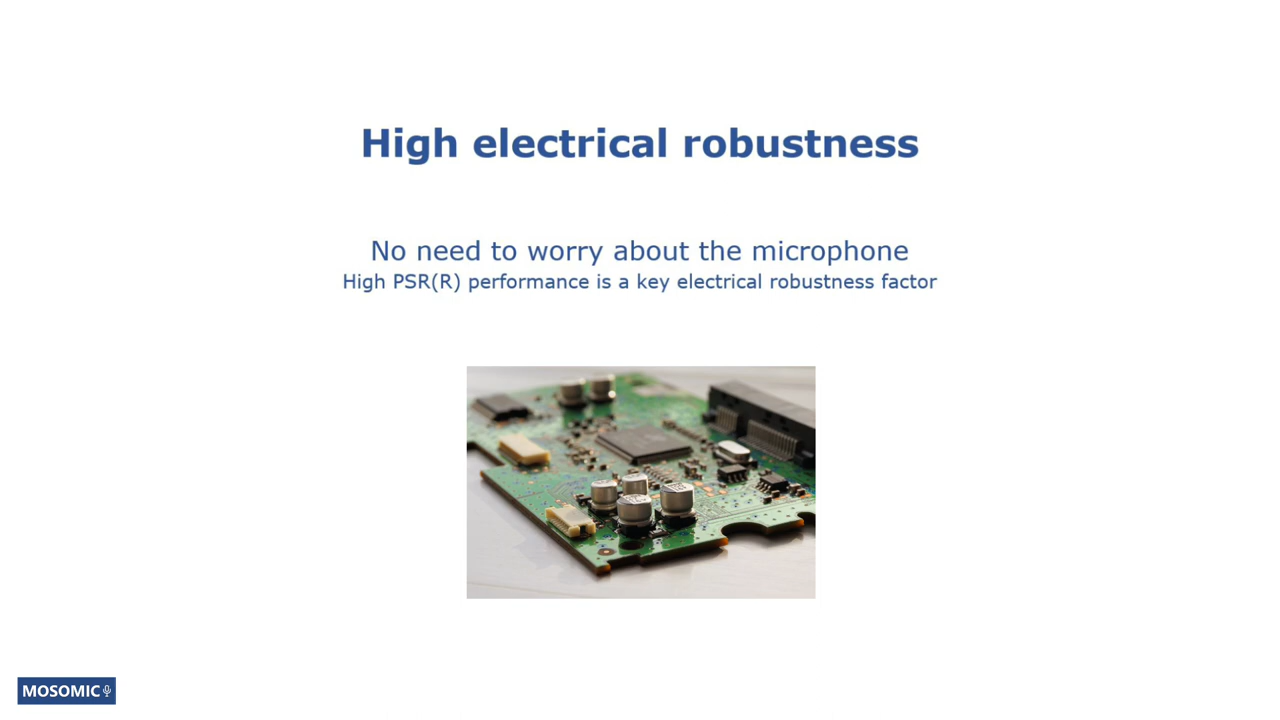 High electrical robustness
No need to worry about the microphone
High PSR(R) performance is a key electrical robustness factor
MOSOMIC